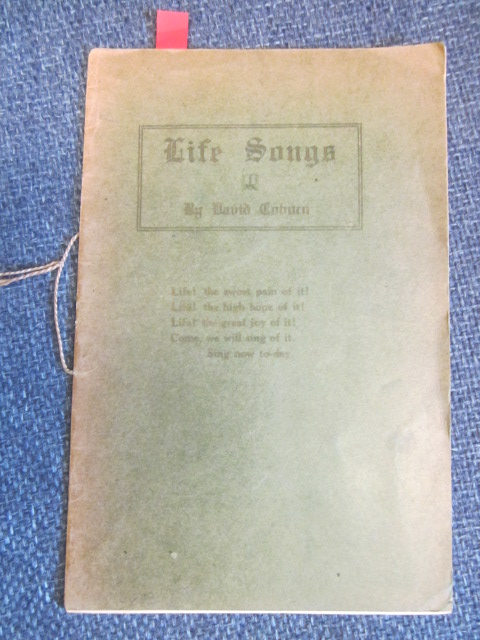 Life Songs
By David Coburn
Life! the sweet pain of it!
Life! the high hope of it!
Life! the great joy of it!
Come, we will sing of it.
Sing now to-day